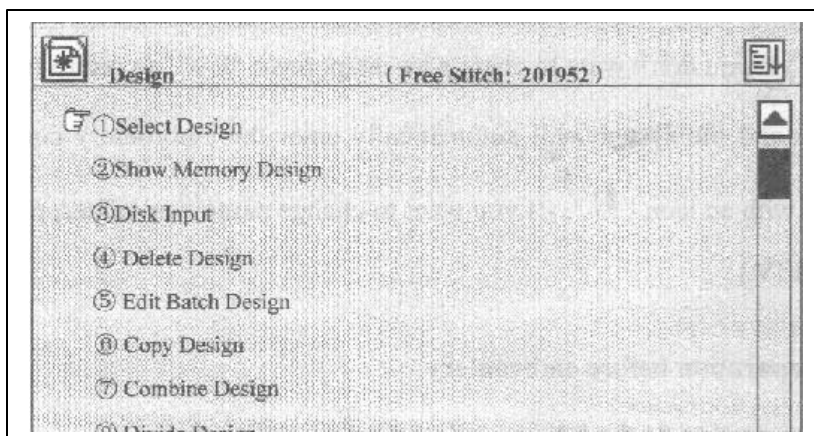 Design (Free Stitch: 201952)
①Select Design
②Show Memory Design
③Disk Input
④ Delete Design
⑤ Edit Batch Design
⑥ Copy Design
⑦ Combine Design
Design